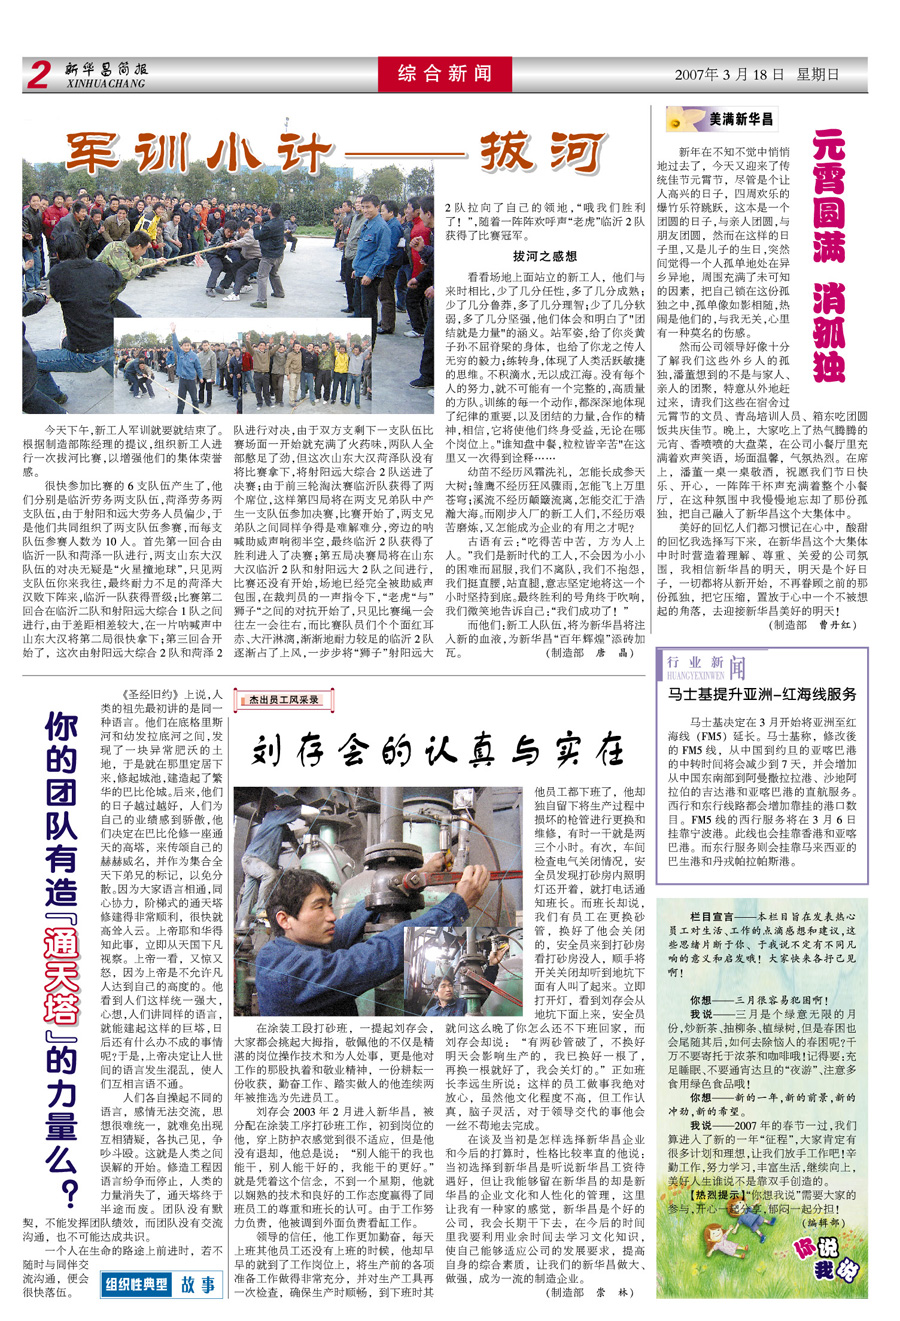 2
新华昌简报
XINHUACHANG
综合新闻
2007年3月18日 星期日
军训小计——拔河
今天下午,新工人军训就要就结束了。
根据制造部陈经理的提议,组织新工人进
行一次拔河比赛,以增强他们的集体荣誉
感。
很快参加比赛的6支队伍产生了,他
们分别是临沂劳务两支队伍,菏泽劳务两
支队伍,由于射阳和远大劳务人员偏少,于
是他们共同组织了两支队伍参赛,而每支
队伍参赛人数为10人。首先第一回合由
临沂一队和菏泽一队进行,两支山东大汉
队伍的对决无疑是“火星撞地球”,只见两
支队伍你来我往,最终耐力不足的菏泽大
汉败下阵来,临沂一队获得晋级;比赛第二
回合在临沂二队和射阳远大综合1队之间
进行,由于差距相差较大,在一片呐喊声中
山东大汉将第二局很快拿下;第三回合开
始了，这次由射阳远大综合2队和菏泽2
队进行对决,由于双方支剩下一支队伍比
赛场面一开始就充满了火药味,两队人全
部憋足了劲,但这次山东大汉荷泽队没有
将比赛拿下,将射阳远大综合2队送进了
决赛;由于前三轮淘汰赛临沂队获得了两
个席位,这样第四局将在两支兄弟队中产
生一支队伍参加决赛,比赛开始了,两支兄
弟队之间同样争得是难解难分,旁边的呐
喊助威声响彻半空,最终临沂2队获得了
胜利进入了决赛;第五局决赛局将在山东
大汉临沂2队和射阳远大2队之间进行,
比赛还没有开始,场地已经完全被助威声
包围,在裁判员的一声指令下,“老虎“与”
狮子“之间的对抗开始了,只见比赛绳一会
往左一会往右,而比赛队员们个个面红耳
赤、大汗淋漓,渐渐地耐力较足的临沂2队
逐渐占了上风,一步步将“狮子”射阳远大
2队拉向了自己的领地,“哦我们胜利
了！”,随着一阵阵欢呼声“老虎”临沂2队
获得了比赛冠军。
拔河之感想
看看场地上面站立的新工人，他们与
来时相比,少了几分任性,多了几分成熟;
少了几分鲁莽,多了几分理智;少了几分软
弱,多了几分坚强,他们体会和明白了"团
结就是力量"的涵义。站军姿,给了你炎黄
子孙不屈脊梁的身体，也给了你龙之传人
无穷的毅力;练转身,体现了人类活跃敏捷
的思维。不积滴水,无以成江海。没有每个
人的努力,就不可能有一个完整的,高质量
的方队。训练的每一个动作,都深深地体现
了纪律的重要,以及团结的力量,合作的精
神,相信,它将使他们终身受益,无论在哪
个岗位上。"谁知盘中餐,粒粒皆辛苦"在这
里又一次得到诠释……
幼苗不经历风霜洗礼，怎能长成参天
大树;雏鹰不经历狂风骤雨,怎能飞上万里
苍穹;溪流不经历颠簸流离,怎能交汇于浩
瀚大海。而刚步入厂的新工人们,不经历艰
苦磨炼,又怎能成为企业的有用之才呢?
古语有云:“吃得苦中苦，方为人上
人。”我们是新时代的工人,不会因为小小
的困难而屈服,我们不离队,我们不抱怨,
我们挺直腰,站直腿,意志坚定地将这一个
小时坚持到底。最终胜利的号角终于吹响,
我们微笑地告诉自己:“我们成功了！”
而他们;新工人队伍,将为新华昌将注
入新的血液,为新华昌“百年辉煌”添砖加
瓦。 (制造部 唐 晶)
美满新华昌
元霄圆满 消孤独
新年在不知不觉中悄悄
地过去了，今天又迎来了传
统佳节元霄节，尽管是个让
人高兴的日子，四周欢乐的
爆竹乐符跳跃，这本是一个
团圆的日子,与亲人团圆,与
朋友团圆，然而在这样的日
子里,又是儿子的生日,突然
间觉得一个人孤单地处在异
乡异地，周围充满了未可知
的因素，把自己锁在这份孤
独之中,孤单像如影相随,热
闹是他们的,与我无关,心里
有一种莫名的伤感。
然而公司领导好像十分
了解我们这些外乡人的孤
独,潘董想到的不是与家人、
亲人的团聚，特意从外地赶
过来，请我们这些在宿舍过
元霄节的文员、青岛培训人员、箱东吃团圆
饭共庆佳节。晚上，大家吃上了热气腾腾的
元宵、香喷喷的大盘菜，在公司小餐厅里充
满着欢声笑语，场面温馨，气氛热烈。在席
上，潘董一桌一桌敬酒，祝愿我们节日快
乐、开心，一阵阵干杯声充满着整个小餐
厅，在这种氛围中我慢慢地忘却了那份孤
独，把自己融入了新华昌这个大集体中。
美好的回忆人们都习惯记在心中，酸甜
的回忆我选择写下来，在新华昌这个大集体
中时时营造着理解、尊重、关爱的公司氛
围，我相信新华昌的明天，明天是个好日
子，一切都将从新开始，不再眷顾之前的那
份孤独，把它压缩，置放于心中一个不被想
起的角落，去迎接新华昌美好的明天!
(制造部 曹丹红)
行业新闻
HUANGYEXINWEN
马士基提升亚洲-红海线服务
马士基决定在3月开始将亚洲至红
海线（FM5）延长。马士基称，修改後
的FM5线，从中国到约旦的亚喀巴港
的中转时间将会减少到7天，并会增加
从中国东南部到阿曼撒拉拉港、沙地阿
拉伯的吉达港和亚喀巴港的直航服务。
西行和东行线路都会增加靠挂的港口数
目。FM5线的西行服务将在3月6日
挂靠宁波港。此线也会挂靠香港和亚喀
巴港。而东行服务则会挂靠马来西亚的
巴生港和丹戎帕拉帕斯港。
你的团队有造『通天塔』的力量么?
《圣经旧约》上说,人
类的祖先最初讲的是同一
种语言。他们在底格里斯
河和幼发拉底河之间,发
现了一块异常肥沃的土
地，于是就在那里定居下
来,修起城池,建造起了繁
华的巴比伦城。后来,他们
的日子越过越好，人们为
自己的业绩感到骄傲,他
们决定在巴比伦修一座通
天的高塔，来传颂自己的
赫赫威名，并作为集合全
天下弟兄的标记，以免分
散。因为大家语言相通,同
心协力，阶梯式的通天塔
修建得非常顺利，很快就
高耸入云。上帝耶和华得
知此事，立即从天国下凡
视察。上帝一看，又惊又
怒，因为上帝是不允许凡
人达到自己的高度的。他
看到人们这样统一强大，
心想,人们讲同样的语言,
就能建起这样的巨塔,日
后还有什么办不成的事情
呢?于是,上帝决定让人世
间的语言发生混乱，使人
们互相言语不通。
人们各自操起不同的
语言，感情无法交流，思
想很难统一，就难免出现
互相猜疑，各执己见，争
吵斗殴。这就是人类之间
误解的开始。修造工程因
语言纷争而停止，人类的
力量消失了，通天塔终于
半途而废。团队没有默
契，不能发挥团队绩效，而团队没有交流
沟通，也不可能达成共识。
一个人在生命的路途上前进时，若不
随时与同伴交
流沟通，便会
很快落伍。
组织性典型 故事
杰出员工风采录
刘存会的认真与实在
在涂装工段打砂班，一提起刘存会，
大家都会挑起大拇指，敬佩他的不仅是精
湛的岗位操作技术和为人处事，更是他对
工作的那股执着和敬业精神，一份耕耘一
份收获，勤奋工作、踏实做人的他连续两
年被推选为先进员工。
刘存会2003年2月进入新华昌，被
分配在涂装工序打砂班工作，初到岗位的
他，穿上防护衣感觉到很不适应，但是他
没有退却，他总是说：“别人能干的我也
能干，别人能干好的，我能干的更好。”
就是凭着这个信念，不到一个星期，他就
以娴熟的技术和良好的工作态度赢得了同
班员工的尊重和班长的认可。由于工作努
力负责，他被调到外面负责看缸工作。
领导的信任，他工作更加勤奋，每天
上班其他员工还没有上班的时候，他却早
早的就到了工作岗位上，将生产前的各项
准备工作做得非常充分，并对生产工具再
一次检查，确保生产时顺畅，到下班时其
他员工都下班了，他却
独自留下将生产过程中
损坏的枪管进行更换和
维修，有时一干就是两
三个小时。有次，车间
检查电气关闭情况，安
全员发现打砂房内照明
灯还开着，就打电话通
知班长。而班长却说，
我们有员工在更换砂
管，换好了他会关闭
的，安全员来到打砂房
看打砂房没人，顺手将
开关关闭却听到地坑下
面有人叫了起来。立即
打开灯，看到刘存会从
地坑下面上来，安全员
就问这么晚了你怎么还不下班回家，而
刘存会却说：“有两砂管破了，不换好
明天会影响生产的，我已换好一根了，
再换一根就好了，我会关灯的。”正如班
长李远生所说；这样的员工做事我绝对
放心，虽然他文化程度不高，但工作认
真，脑子灵活，对于领导交代的事他会
一丝不苟地去完成。
在谈及当初是怎样选择新华昌企业
和今后的打算时，性格比较率直的他说：
当初选择到新华昌是听说新华昌工资待
遇好，但让我能够留在新华昌的却是新
华昌的企业文化和人性化的管理，这里
让我有一种家的感觉，新华昌是个好的
公司，我会长期干下去，在今后的时间
里我要利用业余时间去学习文化知识，
使自己能够适应公司的发展要求，提高
自身的综合素质，让我们的新华昌做大、
做强，成为一流的制造企业。
(制造部 常 林)
栏目宣言——本栏目旨在发表热心
员工对生活、工作的点滴感想和建议,这
些思绪片断于你、于我说不定有不同凡
响的意义和启发哦！大家快来各抒己见
啊！
你想——三月很容易犯困啊！
我说——三月是个绿意无限的月
份,炒新茶、抽柳条、植绿树,但是春困也
会尾随其后,如何去除恼人的春困呢?千
万不要寄托于浓茶和咖啡哦!记得要:充
足睡眠、不要通宵达旦的“夜游”、注意多
食用绿色食品哦!
你想——新的一年,新的前景,新的
冲劲,新的希望。
我说——2007年的春节一过,我们
算进入了新的一年“征程”,大家肯定有
很多计划和理想,让我们放手工作吧!辛
勤工作,努力学习,丰富生活,继续向上,
美好人生谁说不是靠双手创造的。
【热烈提示】“你想我说”需要大家的
参与,开心一起分享,郁闷一起分担!
(编辑部)
你说
我说